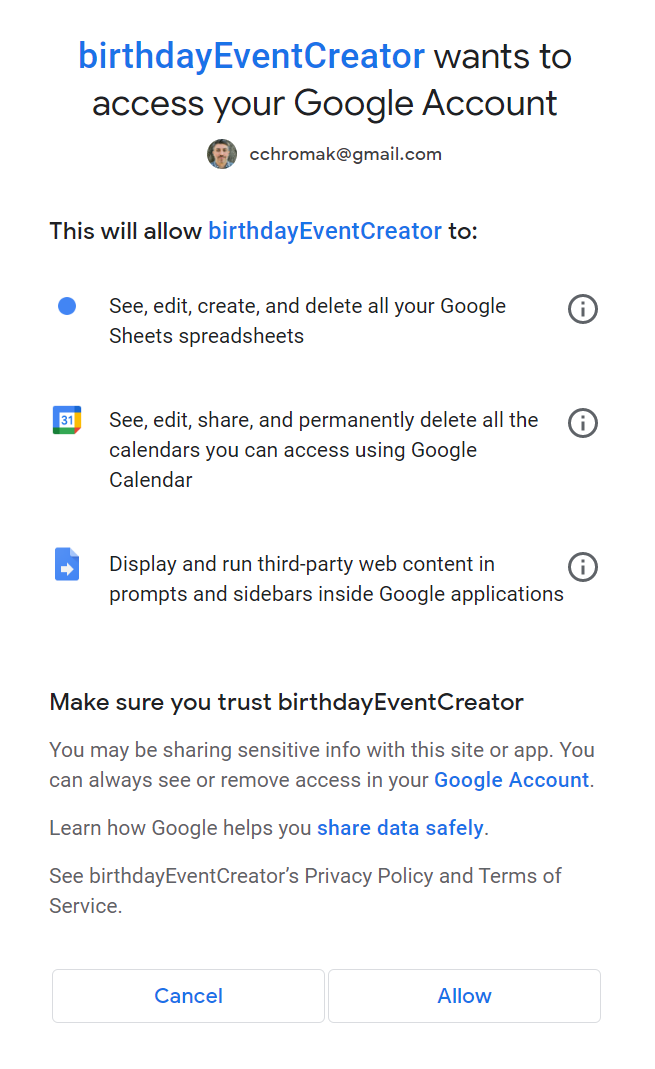 birthdayEventCreator wants to
access your Google Account
cchromak@gmail.com
This will allow birthdayEventCreator to:
See, edit, create, and delete all your Google
Sheets spreadsheets
31
See, edit, share, and permanently delete all the
calendars you can access using Google
Calendar
Display and run third-party web content in
prompts and sidebars inside Google applications
Make sure you trust birthdayEventCreator
You may be sharing sensitive info with this site or app. You
can always see or remove access in your Google Account.
Learn how Google helps you share data safely.
See birthdayEventCreator’s Privacy Policy and Terms of
Service.
Cancel
Allow